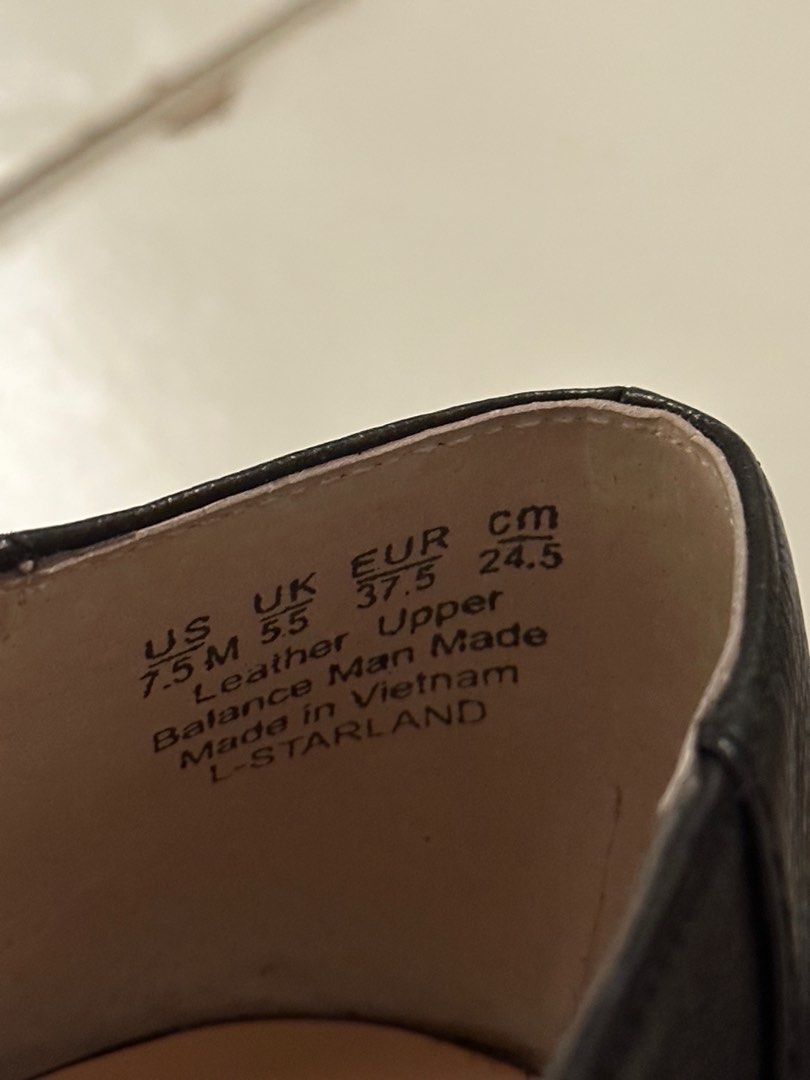 US UK EUR cm
7.5 M 5.5 37.5 24.5
Leather Upper
Balance Man Made
Made in Vietnam
L-STARLAND